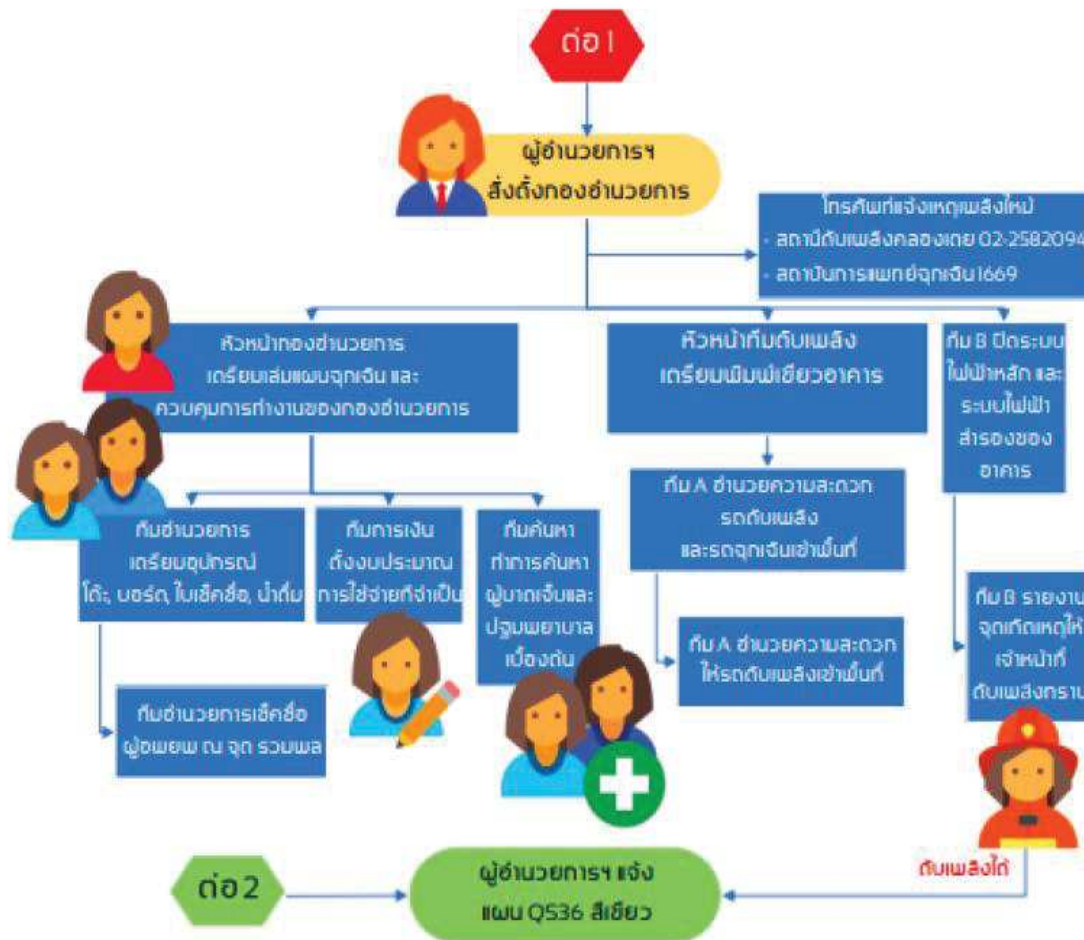 ต่อ 1
ผู้อำนวยการฯ
สั่งตั้งกองอำนวยการ
โทรศัพท์แจ้งเหตุเพลิงไหม้
- สถานีดับเพลิงคลองเตย 02-2582094
- สถาบันการแพทย์ฉุกเฉิน 1669
หัวหน้ากองอำนวยการ
เตรียมเล่มแผนฉุกเฉิน และ
ควบคุมการทำงานของกองอำนวยการ
หัวหน้าทีมดับเพลิง
เตรียมพิมพ์เขียวอาคาร
ทีม B ปิดระบบ
ไฟฟ้าหลัก และ
ระบบไฟฟ้า
สำรองของ
อาคาร
ทีมอำนวยการ
เตรียมอุปกรณ์
โต๊ะ, บอร์ด, ใบเช็คชื่อ, น้ำดื่ม
ทีมการเงิน
ตั้งงบประมาณ
การใช้จ่ายที่จำเป็น
ทีมค้นหา
ทำการค้นหา
ผู้บาดเจ็บและ
ปฐมพยาบาล
เบื้องต้น
ทีม A อำนวยความสะดวก
รถดับเพลิง
และรถฉุกเฉินเข้าพื้นที่
ทีม A อำนวยความสะดวก
ให้รถดับเพลิงเข้าพื้นที่
ทีม B รายงาน
จุดเกิดเหตุให้
เจ้าหน้าที่
ดับเพลิงทราบ
ทีมอำนวยการเช็คชื่อ
ผู้อพยพ ณ จุด รวมพล
ดับเพลิงได้
ต่อ 2
ผู้อำนวยการฯ แจ้ง
แผน QS36 สีเขียว